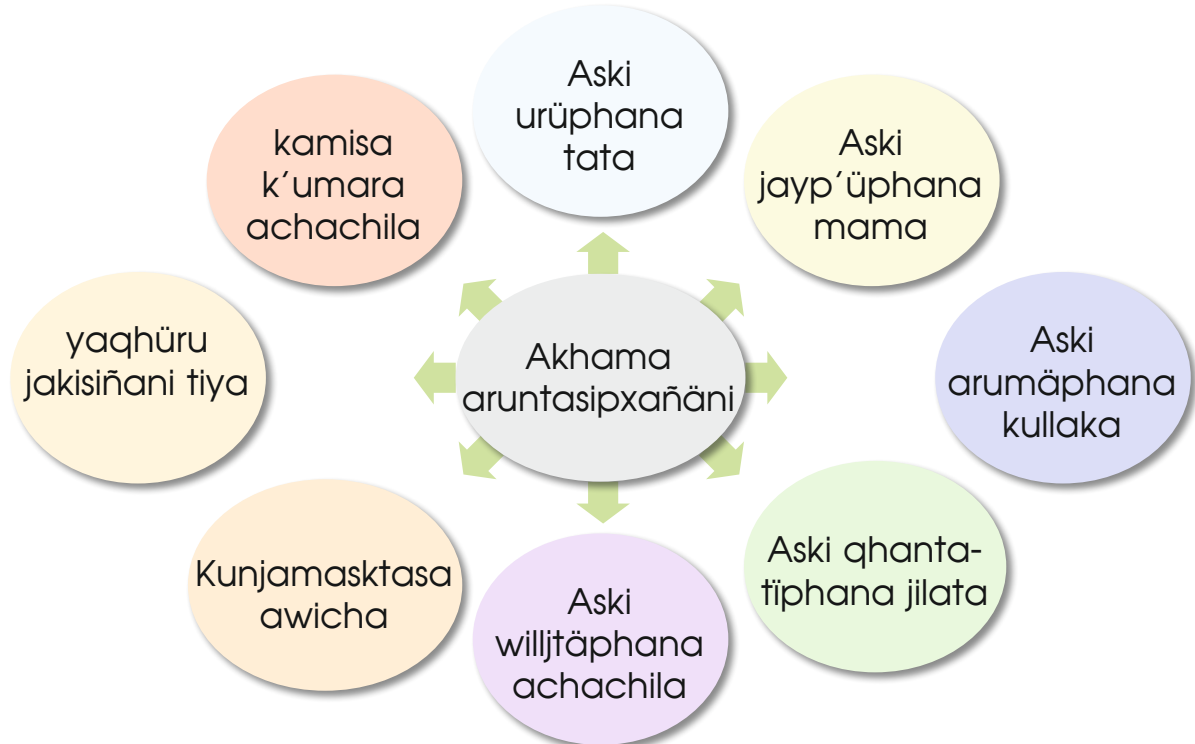 Aski
urüphana
tata
Aski
jayp´üphana
mama
Aski
arumäphana
kullaka
Aski qhanta-
tïphana jilata
Aski
willjtäphana
achachila
Kunjamasktasa
awicha
yaqhüru
jakisiñani tiya
kamisa
k´umara
achachila
Akhama
aruntasipxañäni